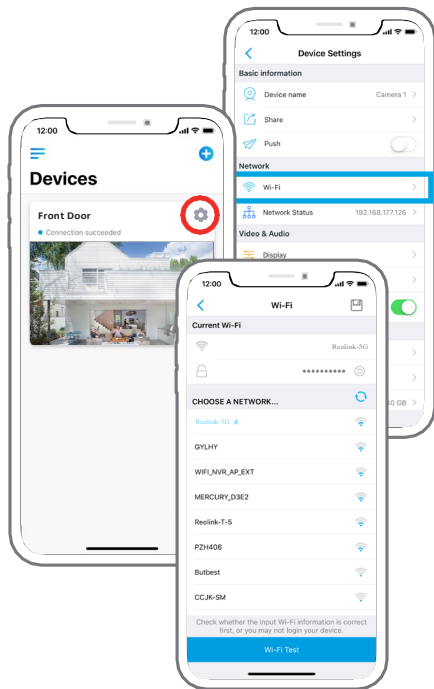 12:00
Devices
Front Door
Connection succeeded
12:00
Device Settings
Basic information
Device name Camera 1
Share
Push
Network
Wi-Fi
Network Status 192.168.177.126
Video & Audio
Display
GB
12:00
Wi-Fi
Current Wi-Fi
Reolink-5G
••••••••••
CHOOSE A NETWORK...
Reolink-5G
GYLHY
WIFI_NVR_AP_EXT
MERCURY_D3E2
Reolink-T-5
PZH406
Butbest
CCJK-SM
Check whether the input Wi-Fi information is correct
first, or you may not login your device.
Wi-Fi Test